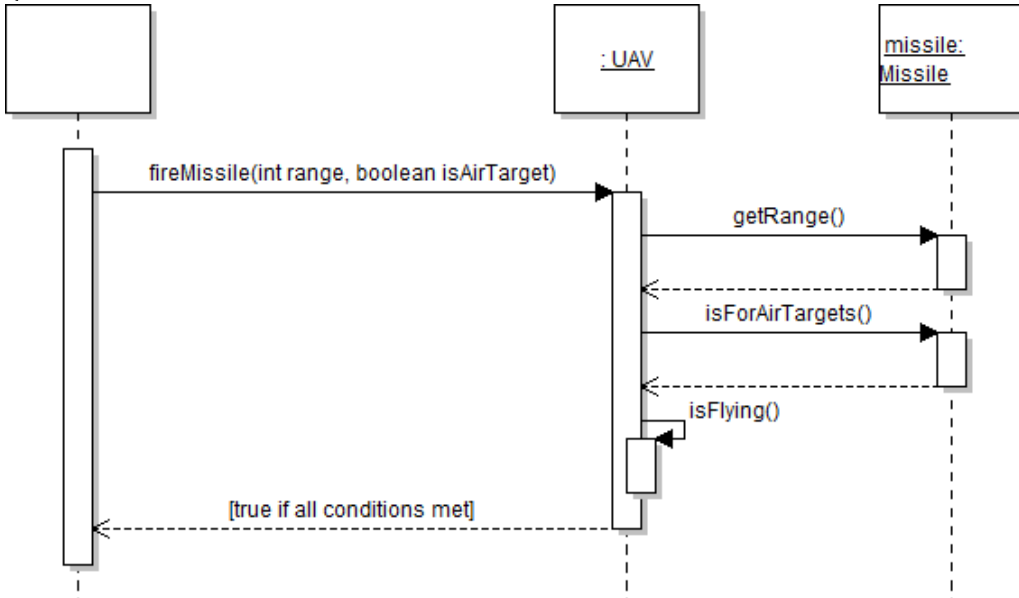 : UAV
missile:
Missile
fireMissile(int range, boolean isAirTarget)
getRange()
isForAirTargets()
isFlying()
[true if all conditions met]